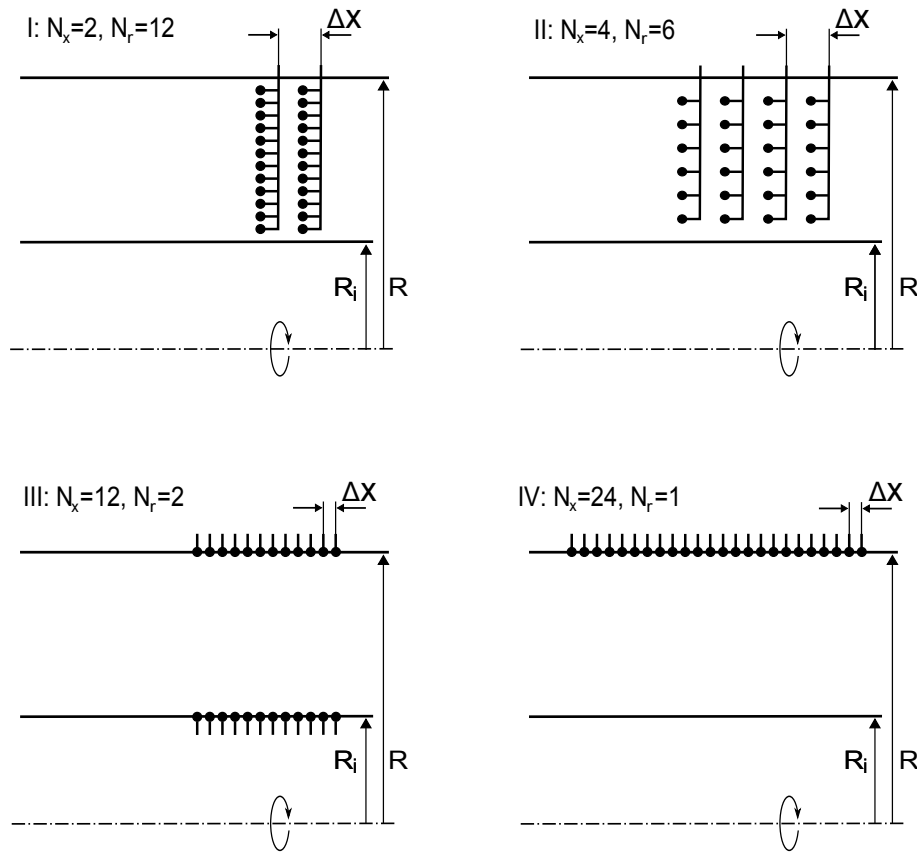 I: Nₓ=2, Nᵣ=12
ΔX
Rᵢ
R
II: Nₓ=4, Nᵣ=6
ΔX
Rᵢ
R
III: Nₓ=12, Nᵣ=2
ΔX
Rᵢ
R
IV: Nₓ=24, Nᵣ=1
ΔX
Rᵢ
R